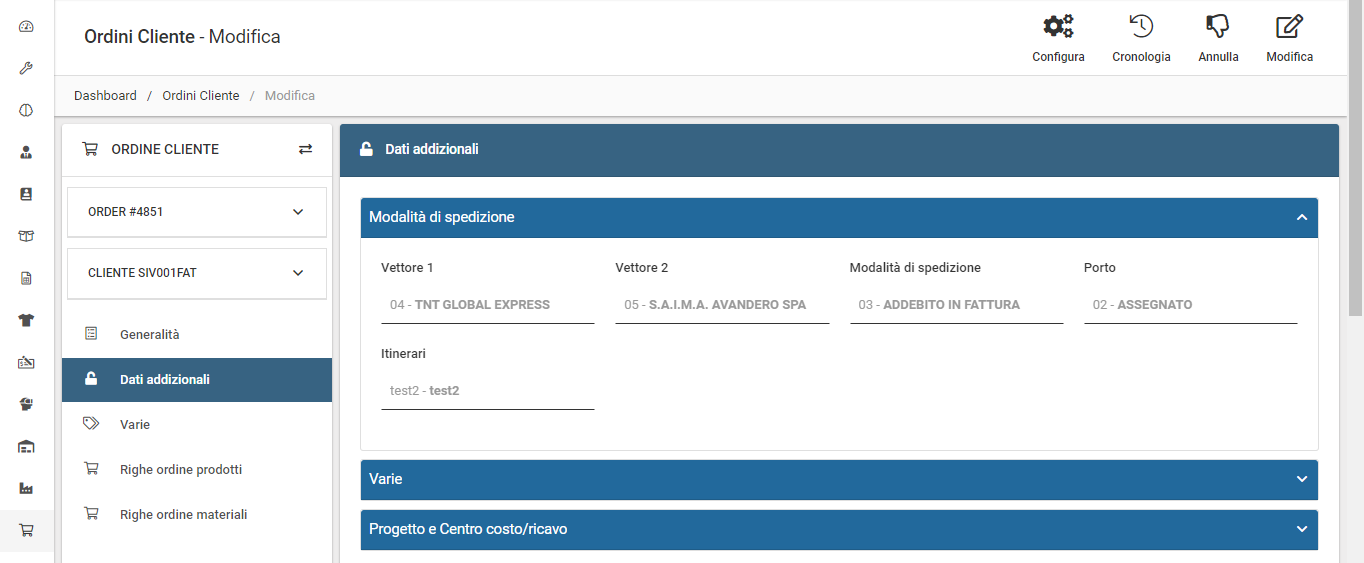 Ordini Cliente - Modifica
Configura
Cronologia
Annulla
Modifica
Dashboard / Ordini Cliente / Modifica
ORDINE CLIENTE
ORDER #4851
CLIENTE SIV001FAT
Generalità
Dati addizionali
Varie
Righe ordine prodotti
Righe ordine materiali
Dati addizionali
Modalità di spedizione
Vettore 1
04 - TNT GLOBAL EXPRESS
Vettore 2
05 - S.A.I.M.A. AVANDERO SPA
Modalità di spedizione
03 - ADDEBITO IN FATTURA
Porto
02 - ASSEGNATO
Itinerari
test2 - test2
Varie
Progetto e Centro costo/ricavo